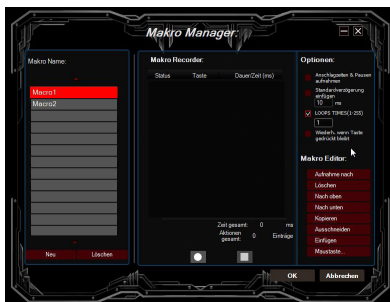 Makro Manager:
Makro Name:
Macro1
Macro2
Neu Löschen
Makro Recorder:
Status Taste Dauer/Zeit (ms)
Zeit gesamt: 0 ms
Aktionen gesamt: 0 Einträge
Optionen:
Anschlagzeiten & Pausen
aufnehmen
Standardverzögerung
einfügen
10 ms
LOOPS TIMES(1-255)
1
Wiederh. wenn Taste
gedrückt bleibt
Makro Editor:
Aufnahme nach
Löschen
Nach oben
Nach unten
Kopieren
Ausschneiden
Einfügen
Maustaste...
OK Abbrechen